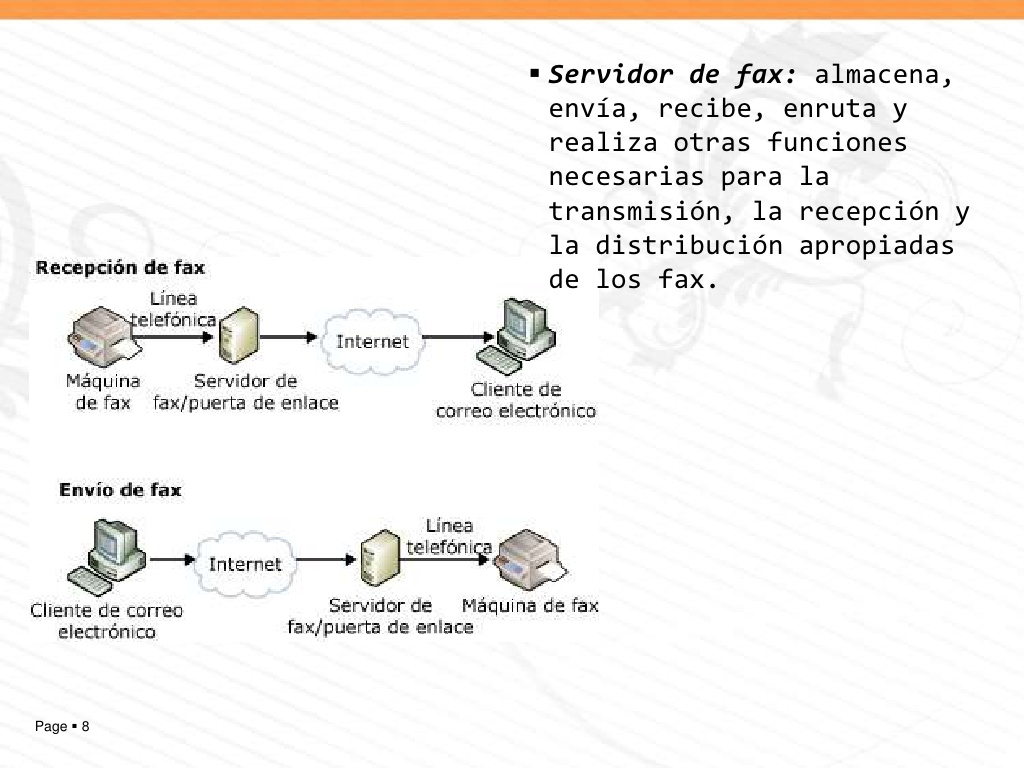 ▪ Servidor de fax: almacena,
envía, recibe, enruta y
realiza otras funciones
necesarias para la
transmisión, la recepción y
la distribución apropiadas
de los fax.
Recepción de fax
Línea
telefónica
Internet
Máquina
de fax
Servidor de
fax/puerta de enlace
Cliente de
correo electrónico
Envío de fax
Línea
telefónica
Internet
Cliente de correo
electrónico
Servidor de
fax/puerta de enlace
Máquina de fax
Page ▪ 8